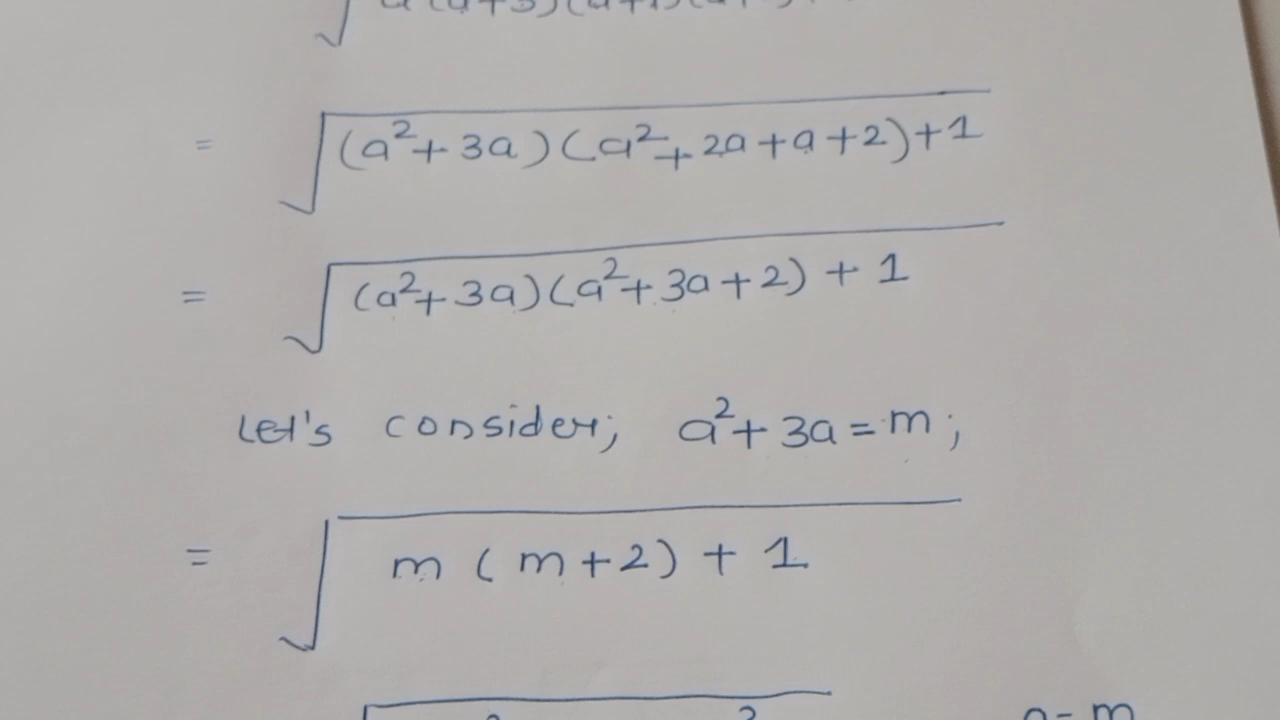 = √(a²+3a)(a²+2a+a+2)+1
= √(a²+3a)(a²+3a+2) + 1
Let's consider; a²+3a=m;
= √m(m+2) + 1